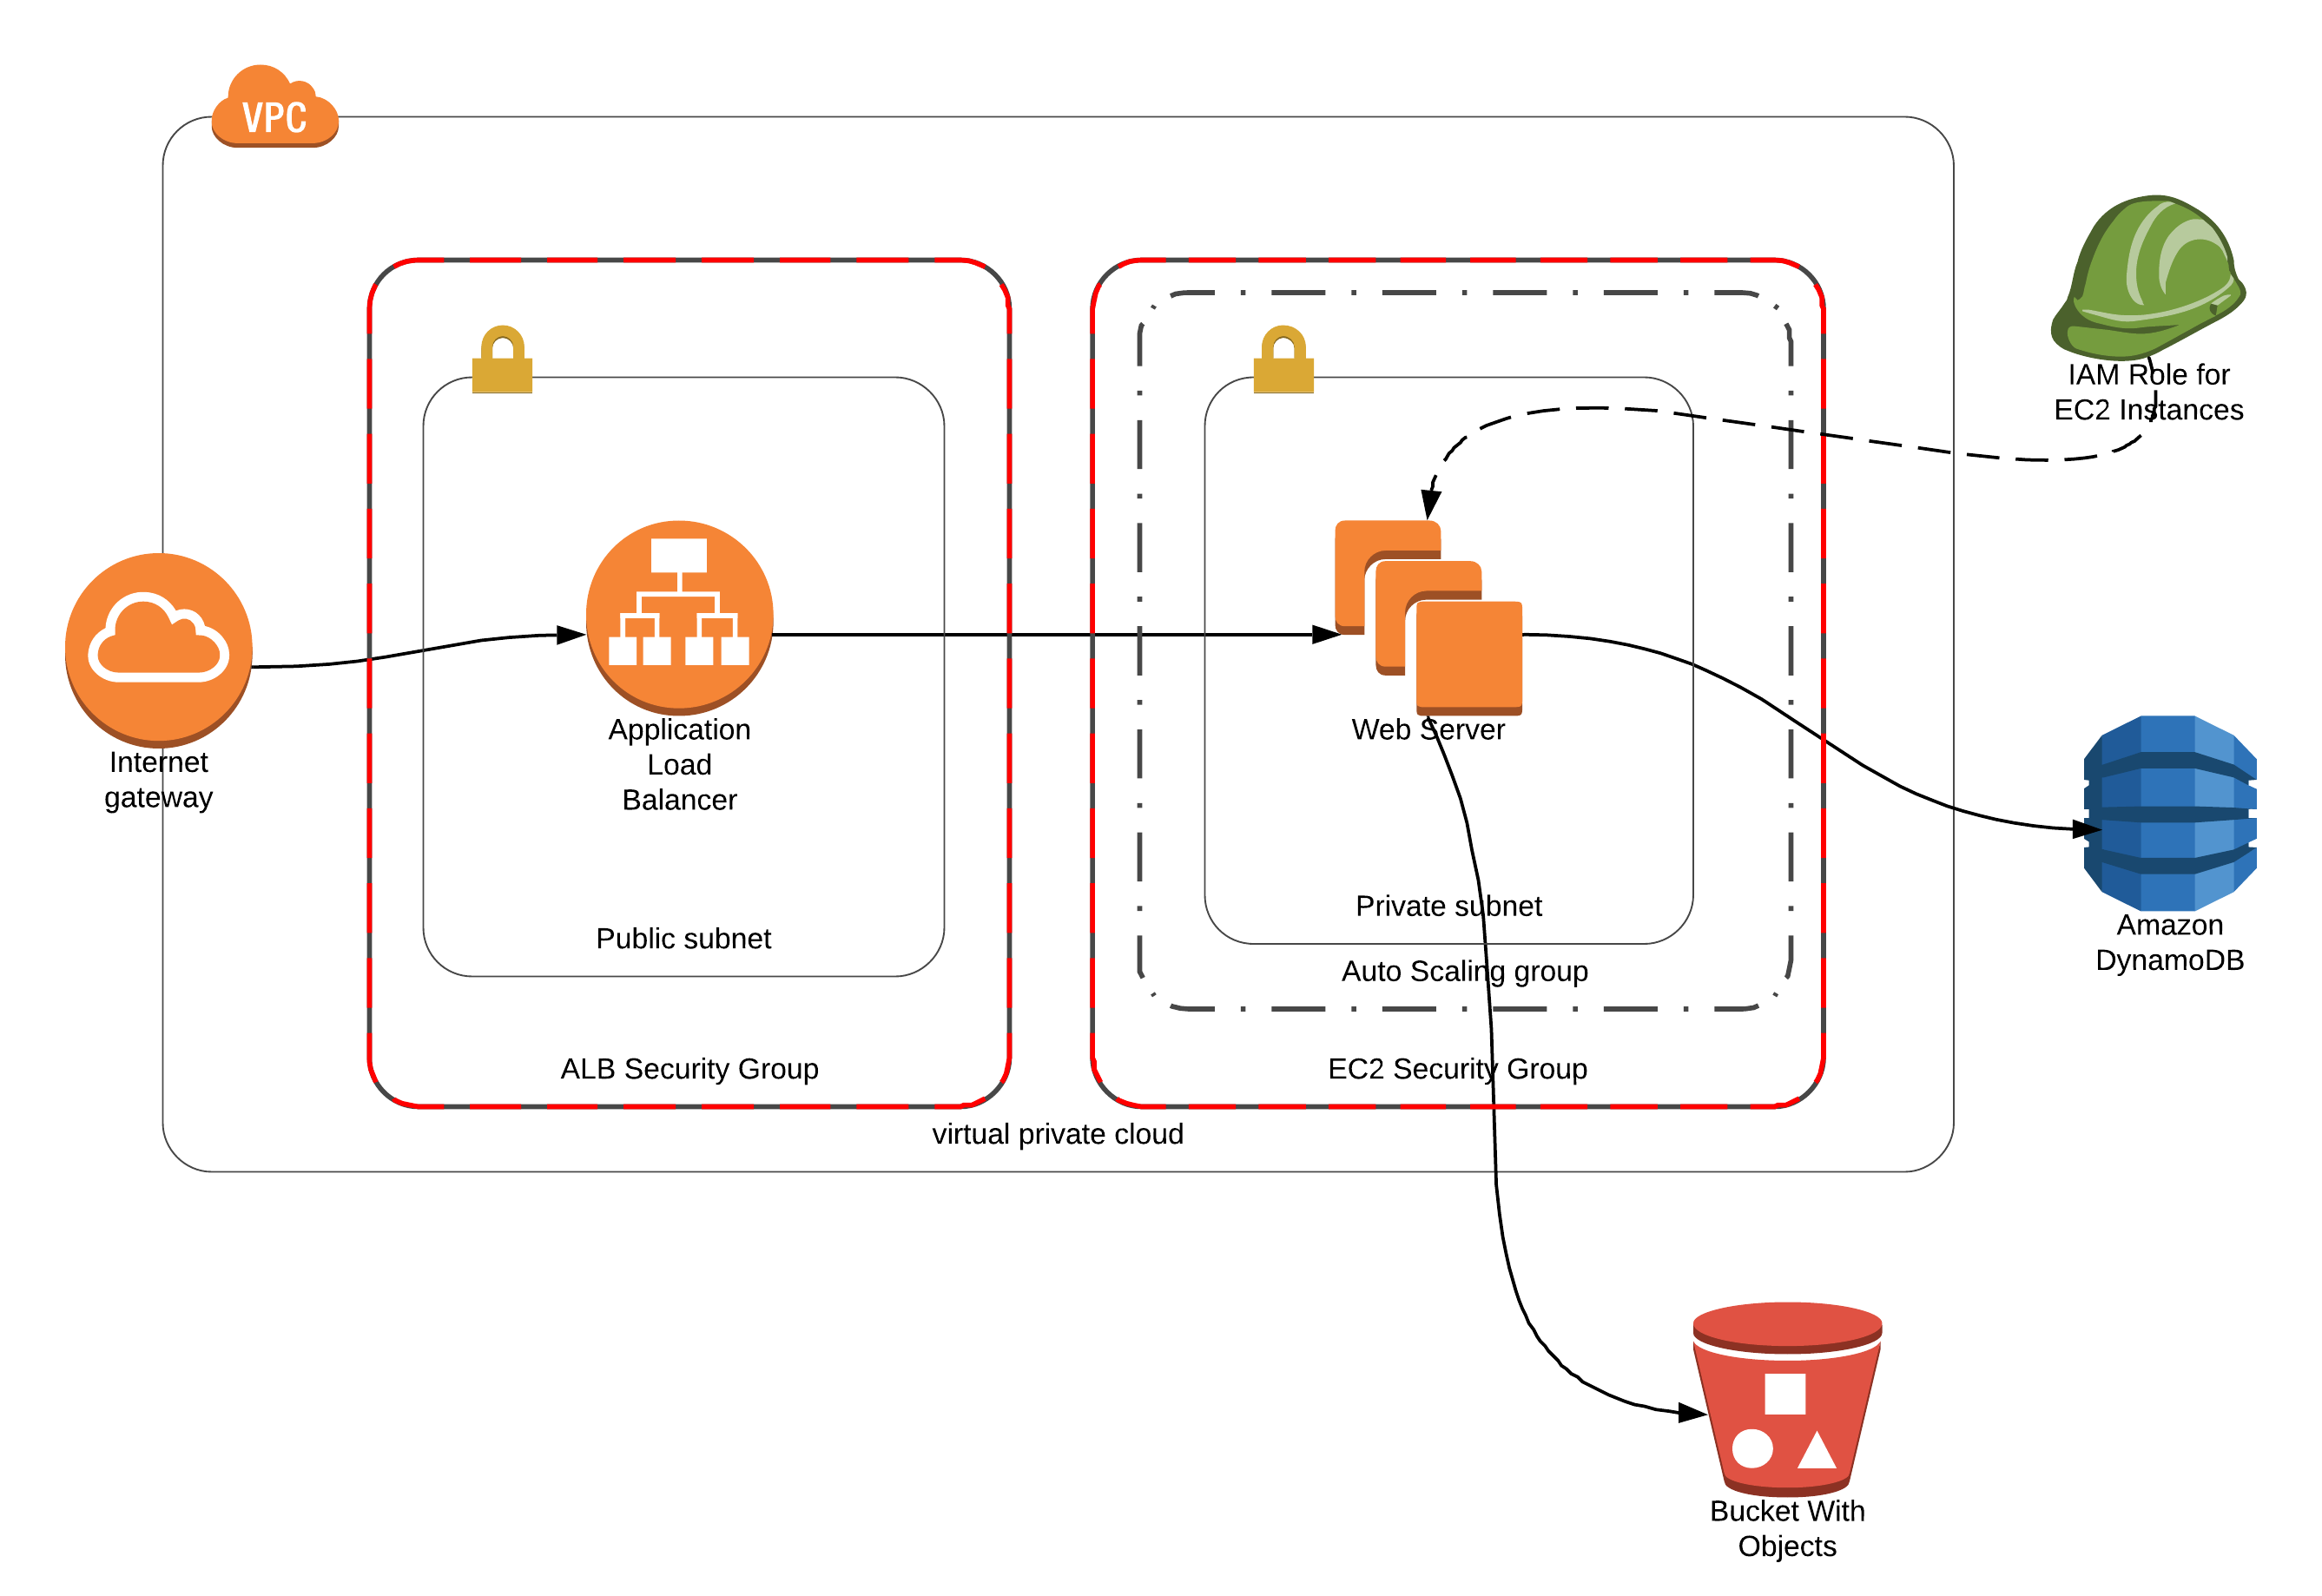 VPC
IAM Role for
EC2 Instances
Internet
gateway
Application
Load
Balancer
Web Server
Public subnet
Private subnet
Auto Scaling group
Amazon
DynamoDB
ALB Security Group
EC2 Security Group
virtual private cloud
Bucket With
Objects